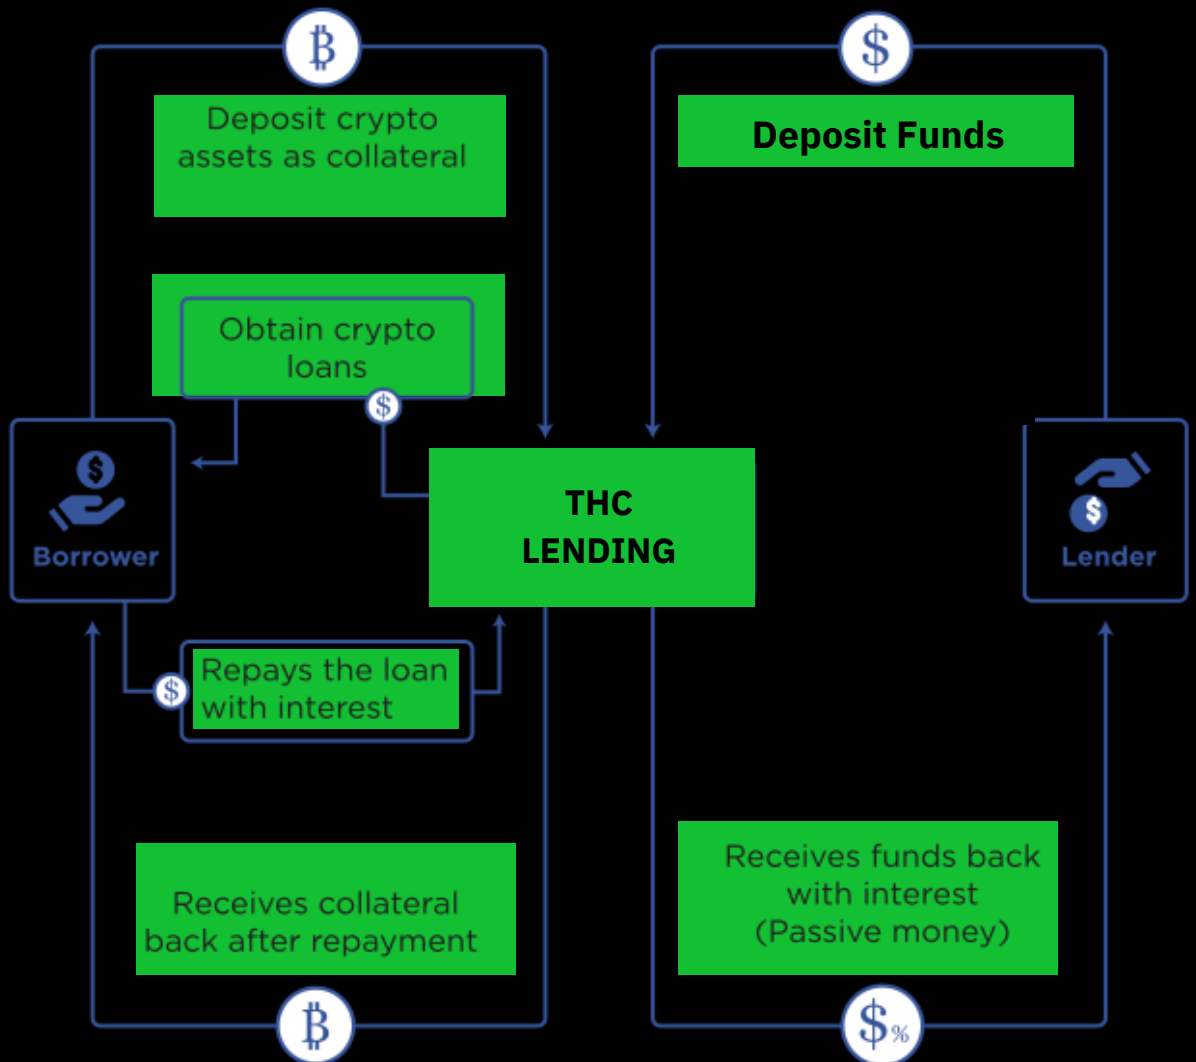 ₿
$
Deposit crypto
assets as collateral
Deposit Funds
Obtain crypto
loans
$
THC
LENDING
$
Borrower
$
Lender
Repays the loan
with interest
$
Receives collateral
back after repayment
Receives funds back
with interest
(Passive money)
₿
$%